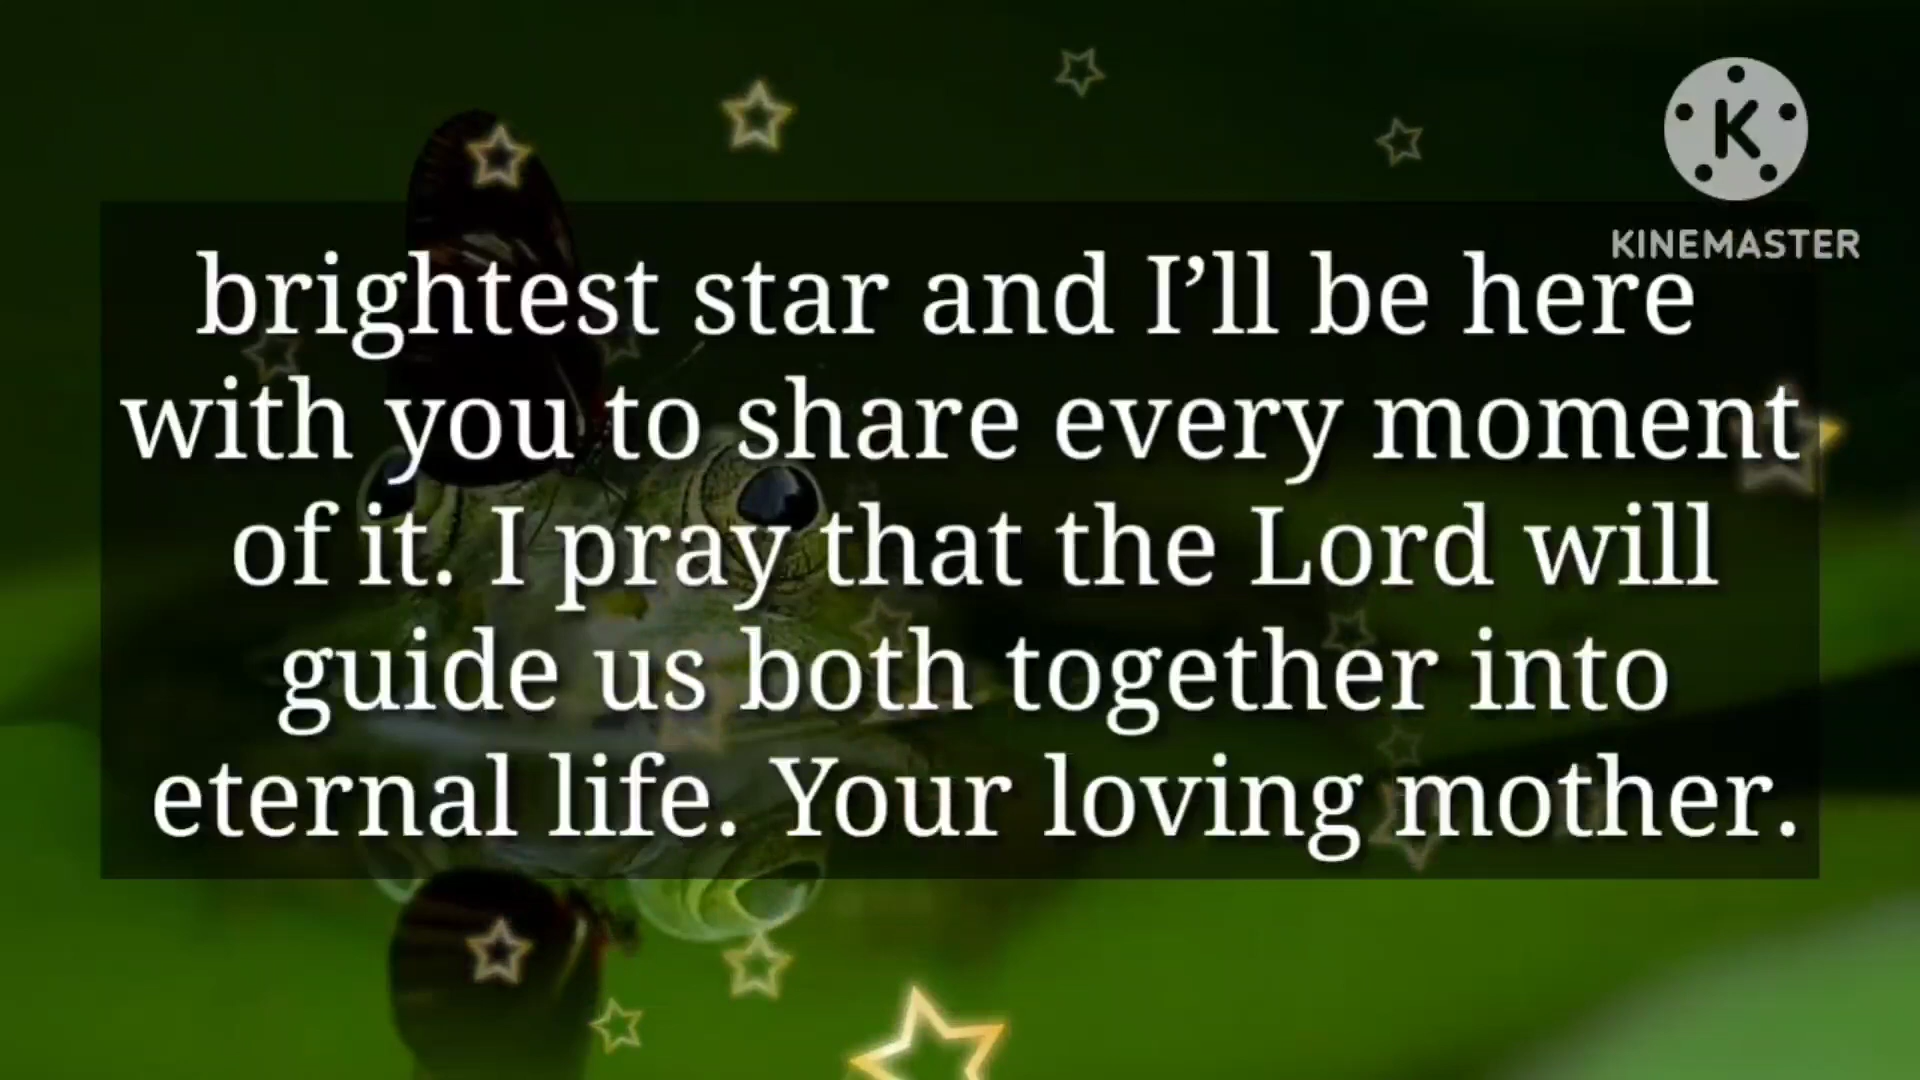 K
KINEMASTER
brightest star and I’ll be here
with you to share every moment
of it. I pray that the Lord will
guide us both together into
eternal life. Your loving mother.